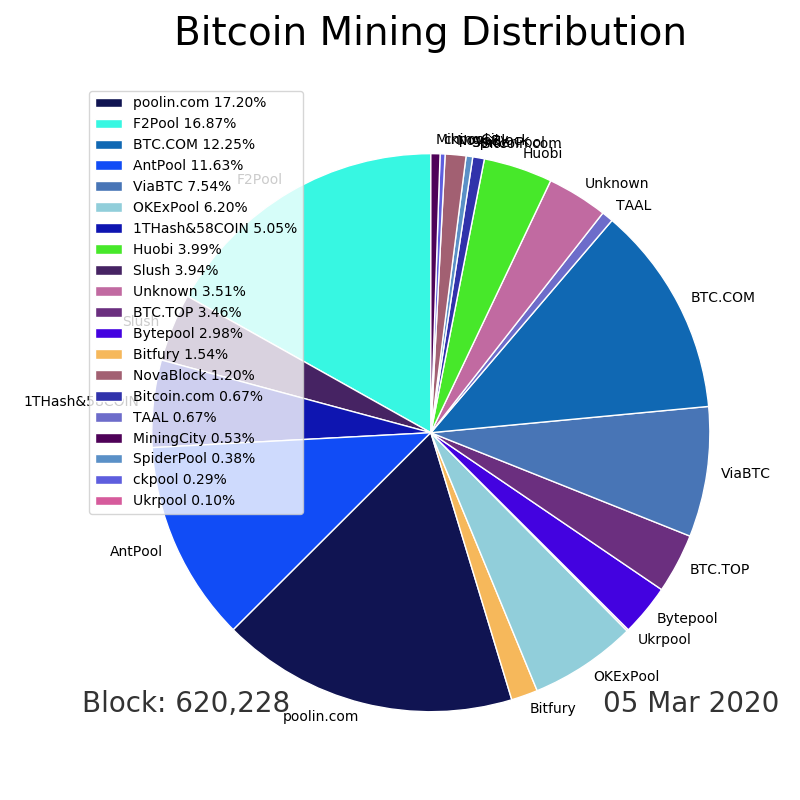 Bitcoin Mining Distribution
poolin.com 17.20%
F2Pool 16.87%
BTC.COM 12.25%
AntPool 11.63%
ViaBTC 7.54%
OKExPool 6.20%
1THash&58COIN 5.05%
Huobi 3.99%
Slush 3.94%
Unknown 3.51%
BTC.TOP 3.46%
Bytepool 2.98%
Bitfury 1.54%
NovaBlock 1.20%
Bitcoin.com 0.67%
TAAL 0.67%
MiningCity 0.53%
SpiderPool 0.38%
ckpool 0.29%
Ukrpool 0.10%
F2Pool
Slush
1THash&58COIN
AntPool
poolin.com
Bitfury
OKExPool
Ukrpool
Bytepool
BTC.TOP
ViaBTC
BTC.COM
TAAL
Unknown
Huobi
Block: 620,228
05 Mar 2020